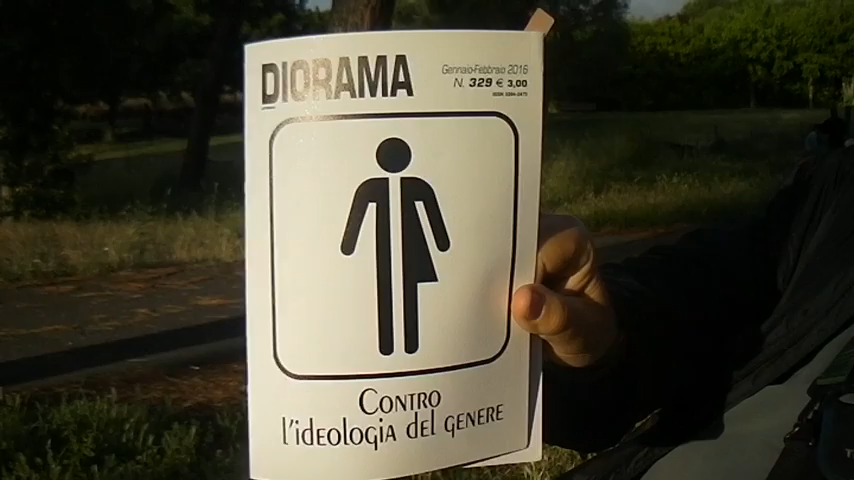 DIORAMA
Gennaio-Febbraio 2016
N. 329 € 3,00
CONTRO
l'ideologia del GENERE